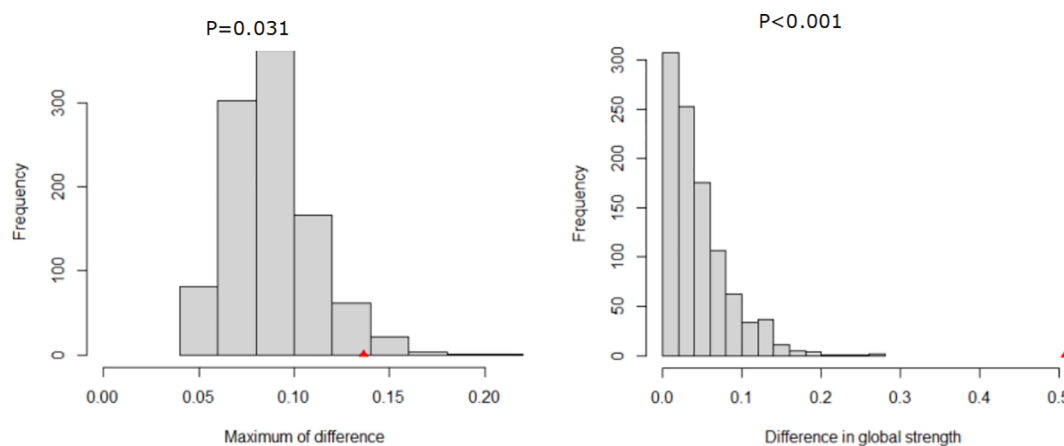 P=0.031
300
200
100
0
Frequency
0.00 0.05 0.10 0.15 0.20
Maximum of difference
P<0.001
300
250
200
150
100
50
0
Frequency
0.0 0.1 0.2 0.3 0.4
Difference in global strength